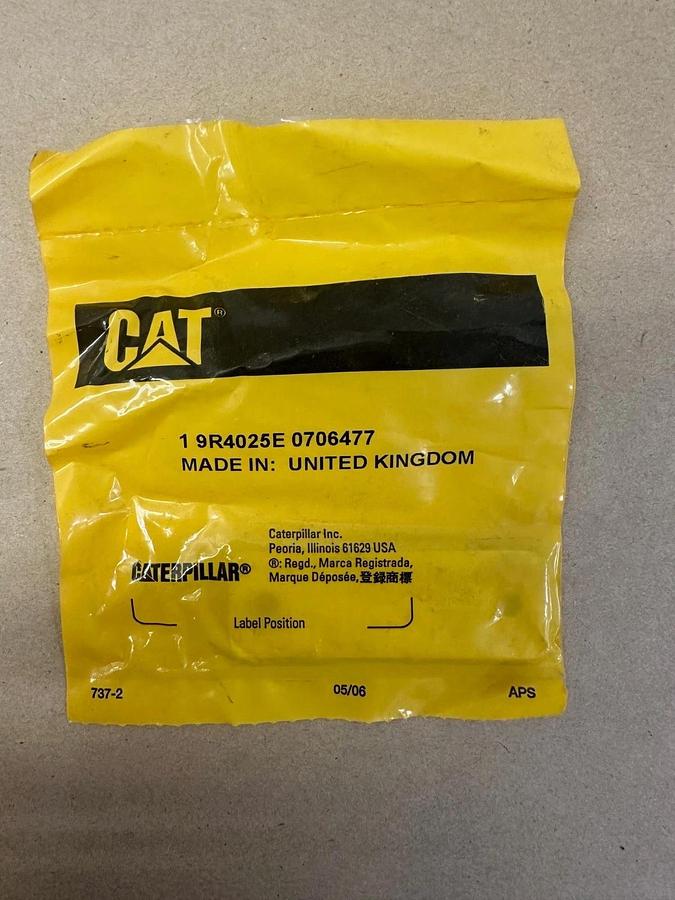 CAT®
1 9R4025E 0706477
MADE IN: UNITED KINGDOM
Caterpillar Inc.
Peoria, Illinois 61629 USA
CATERPILLAR®
®: Regd., Marca Registrada,
Marque Déposée,登録商標
Label Position
737-2 05/06 APS